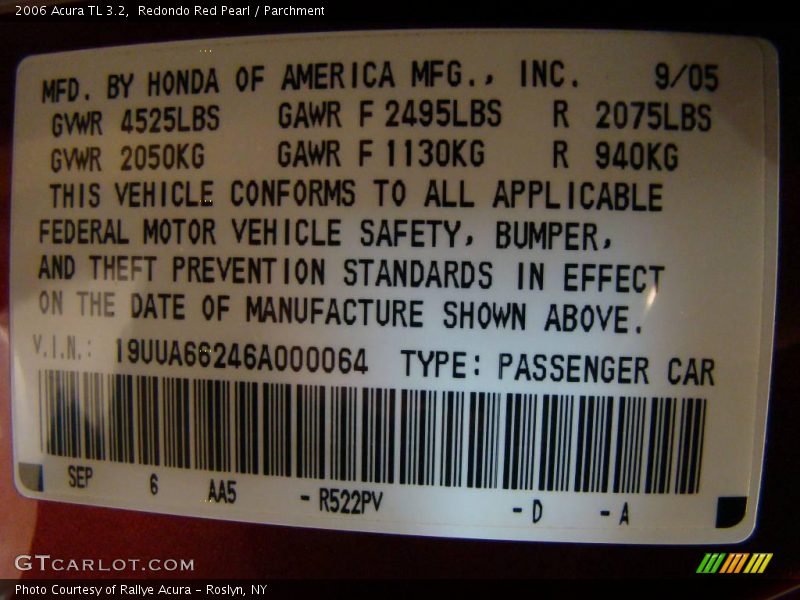 2006 Acura TL 3.2,  Redondo Red Pearl / Parchment
MFD. BY HONDA OF AMERICA MFG., INC. 9/05
GVWR 4525LBS GAWR F 2495LBS R 2075LBS
GVWR 2050KG GAWR F 1130KG R 940KG
THIS VEHICLE CONFORMS TO ALL APPLICABLE
FEDERAL MOTOR VEHICLE SAFETY, BUMPER,
AND THEFT PREVENTION STANDARDS IN EFFECT
ON THE DATE OF MANUFACTURE SHOWN ABOVE.
V.I.N.: 19UUA66246A000064 TYPE: PASSENGER CAR
SEP 6 AA5 - R522PV - D - A
GTCARLOT.COM
Photo Courtesy of Rallye Acura - Roslyn, NY